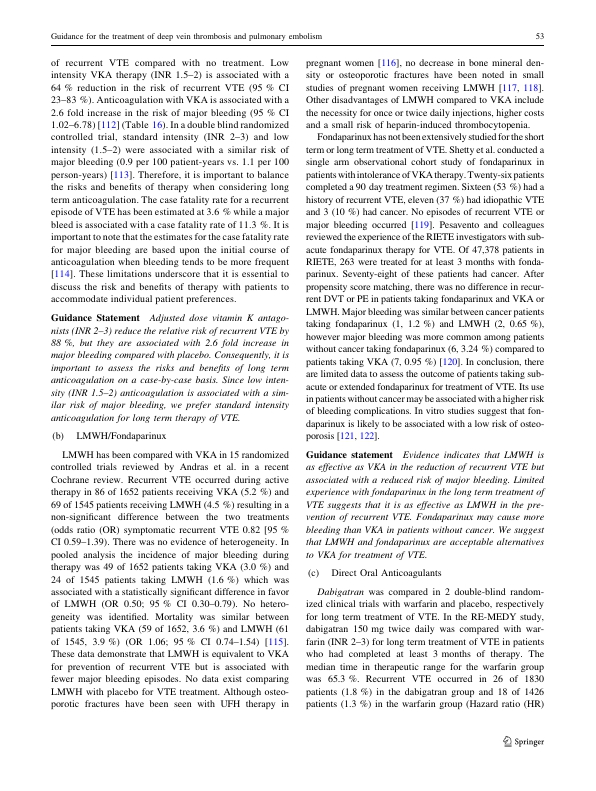 Guidance for the treatment of deep vein thrombosis and pulmonary embolism 53
of recurrent VTE compared with no treatment. Low
intensity VKA therapy (INR 1.5–2) is associated with a
64 % reduction in the risk of recurrent VTE (95 % CI
23–83 %). Anticoagulation with VKA is associated with a
2.6 fold increase in the risk of major bleeding (95 % CI
1.02–6.78) [112] (Table 16). In a double blind randomized
controlled trial, standard intensity (INR 2–3) and low
intensity (1.5–2) were associated with a similar risk of
major bleeding (0.9 per 100 patient-years vs. 1.1 per 100
person-years) [113]. Therefore, it is important to balance
the risks and benefits of therapy when considering long
term anticoagulation. The case fatality rate for a recurrent
episode of VTE has been estimated at 3.6 % while a major
bleed is associated with a case fatality rate of 11.3 %. It is
important to note that the estimates for the case fatality rate
for major bleeding are based upon the initial course of
anticoagulation when bleeding tends to be more frequent
[114]. These limitations underscore that it is essential to
discuss the risk and benefits of therapy with patients to
accommodate individual patient preferences.
Guidance Statement Adjusted dose vitamin K antago-
nists (INR 2–3) reduce the relative risk of recurrent VTE by
88 %, but they are associated with 2.6 fold increase in
major bleeding compared with placebo. Consequently, it is
important to assess the risks and benefits of long term
anticoagulation on a case-by-case basis. Since low inten-
sity (INR 1.5–2) anticoagulation is associated with a sim-
ilar risk of major bleeding, we prefer standard intensity
anticoagulation for long term therapy of VTE.
(b) LMWH/Fondaparinux
LMWH has been compared with VKA in 15 randomized
controlled trials reviewed by Andras et al. in a recent
Cochrane review. Recurrent VTE occurred during active
therapy in 86 of 1652 patients receiving VKA (5.2 %) and
69 of 1545 patients receiving LMWH (4.5 %) resulting in a
non-significant difference between the two treatments
(odds ratio (OR) symptomatic recurrent VTE 0.82 [95 %
CI 0.59–1.39). There was no evidence of heterogeneity. In
pooled analysis the incidence of major bleeding during
therapy was 49 of 1652 patients taking VKA (3.0 %) and
24 of 1545 patients taking LMWH (1.6 %) which was
associated with a statistically significant difference in favor
of LMWH (OR 0.50; 95 % CI 0.30–0.79). No hetero-
geneity was identified. Mortality was similar between
patients taking VKA (59 of 1652, 3.6 %) and LMWH (61
of 1545, 3.9 %) (OR 1.06; 95 % CI 0.74–1.54) [115].
These data demonstrate that LMWH is equivalent to VKA
for prevention of recurrent VTE but is associated with
fewer major bleeding episodes. No data exist comparing
LMWH with placebo for VTE treatment. Although osteo-
porotic fractures have been seen with UFH therapy in
pregnant women [116], no decrease in bone mineral den-
sity or osteoporotic fractures have been noted in small
studies of pregnant women receiving LMWH [117, 118].
Other disadvantages of LMWH compared to VKA include
the necessity for once or twice daily injections, higher costs
and a small risk of heparin-induced thrombocytopenia.
Fondaparinux has not been extensively studied for the short
term or long term treatment of VTE. Shetty et al. conducted a
single arm observational cohort study of fondaparinux in
patients with intolerance of VKA therapy. Twenty-six patients
completed a 90 day treatment regimen. Sixteen (53 %) had a
history of recurrent VTE, eleven (37 %) had idiopathic VTE
and 3 (10 %) had cancer. No episodes of recurrent VTE or
major bleeding occurred [119]. Pesavento and colleagues
reviewed the experience of the RIETE investigators with sub-
acute fondaparinux therapy for VTE. Of 47,378 patients in
RIETE, 263 were treated for at least 3 months with fonda-
parinux. Seventy-eight of these patients had cancer. After
propensity score matching, there was no difference in recur-
rent DVT or PE in patients taking fondaparinux and VKA or
LMWH. Major bleeding was similar between cancer patients
taking fondaparinux (1, 1.2 %) and LMWH (2, 0.65 %),
however major bleeding was more common among patients
without cancer taking fondaparinux (6, 3.24 %) compared to
patients taking VKA (7, 0.95 %) [120]. In conclusion, there
are limited data to assess the outcome of patients taking sub-
acute or extended fondaparinux for treatment of VTE. Its use
in patients without cancer may be associated with a higher risk
of bleeding complications. In vitro studies suggest that fon-
daparinux is likely to be associated with a low risk of osteo-
porosis [121, 122].
Guidance statement Evidence indicates that LMWH is
as effective as VKA in the reduction of recurrent VTE but
associated with a reduced risk of major bleeding. Limited
experience with fondaparinux in the long term treatment of
VTE suggests that it is as effective as LMWH in the pre-
vention of recurrent VTE. Fondaparinux may cause more
bleeding than VKA in patients without cancer. We suggest
that LMWH and fondaparinux are acceptable alternatives
to VKA for treatment of VTE.
(c) Direct Oral Anticoagulants
Dabigatran was compared in 2 double-blind random-
ized clinical trials with warfarin and placebo, respectively
for long term treatment of VTE. In the RE-MEDY study,
dabigatran 150 mg twice daily was compared with war-
farin (INR 2–3) for long term treatment of VTE in patients
who had completed at least 3 months of therapy. The
median time in therapeutic range for the warfarin group
was 65.3 %. Recurrent VTE occurred in 26 of 1830
patients (1.8 %) in the dabigatran group and 18 of 1426
patients (1.3 %) in the warfarin group (Hazard ratio (HR)
Springer